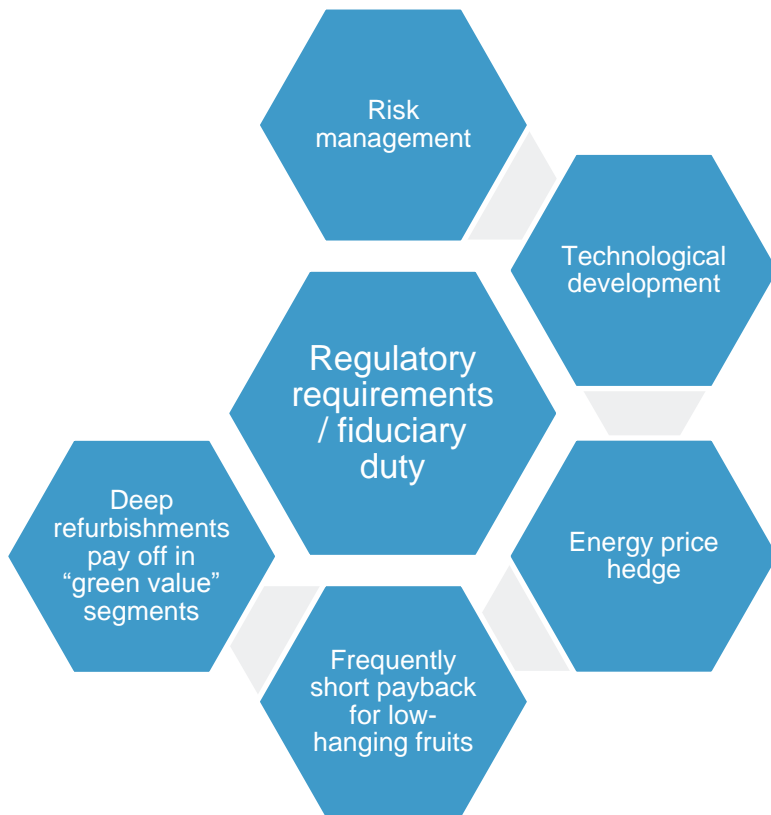 Risk
management
Technological
development
Regulatory
requirements
/ fiduciary
duty
Deep
refurbishments
pay off in
“green value”
segments
Energy price
hedge
Frequently
short payback
for low-
hanging fruits